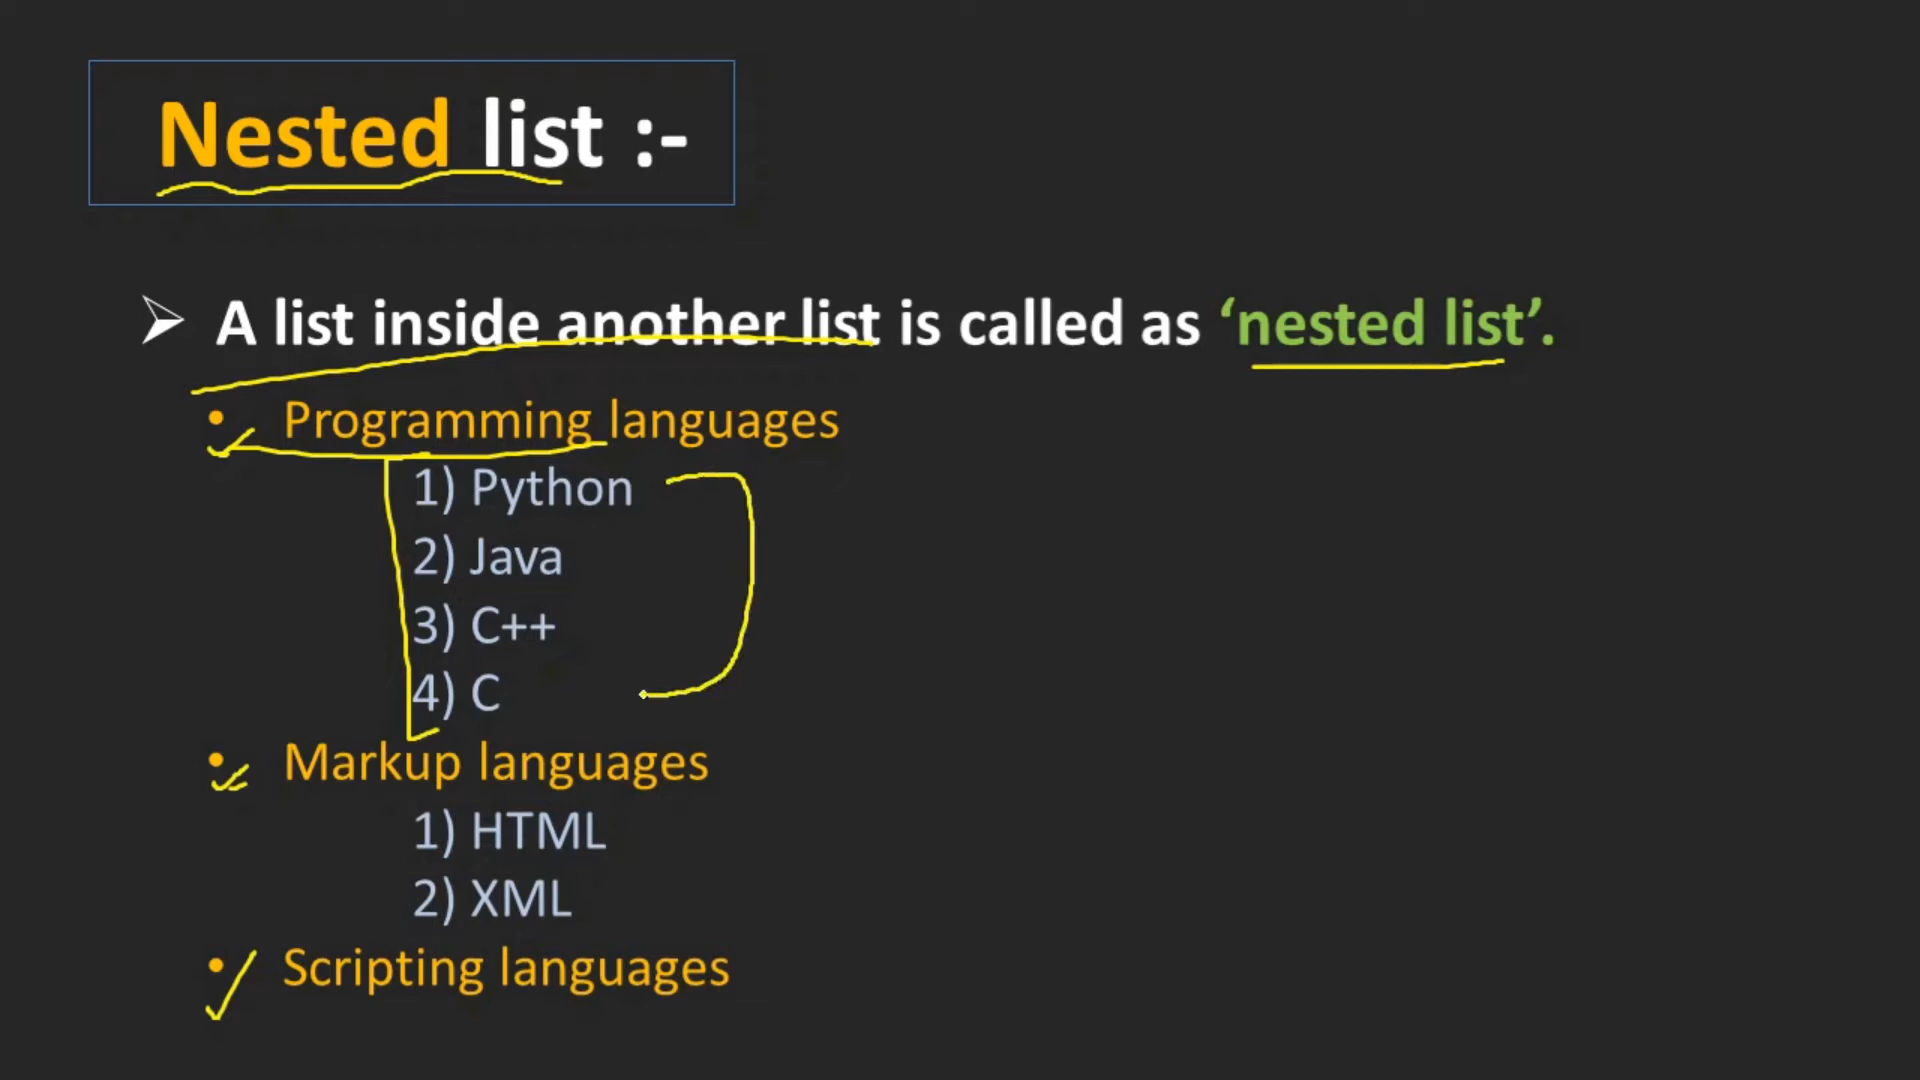 Nested list :-
➤ A list inside another list is called as ‘nested list’.
• Programming languages
1) Python
2) Java
3) C++
4) C
• Markup languages
1) HTML
2) XML
• Scripting languages